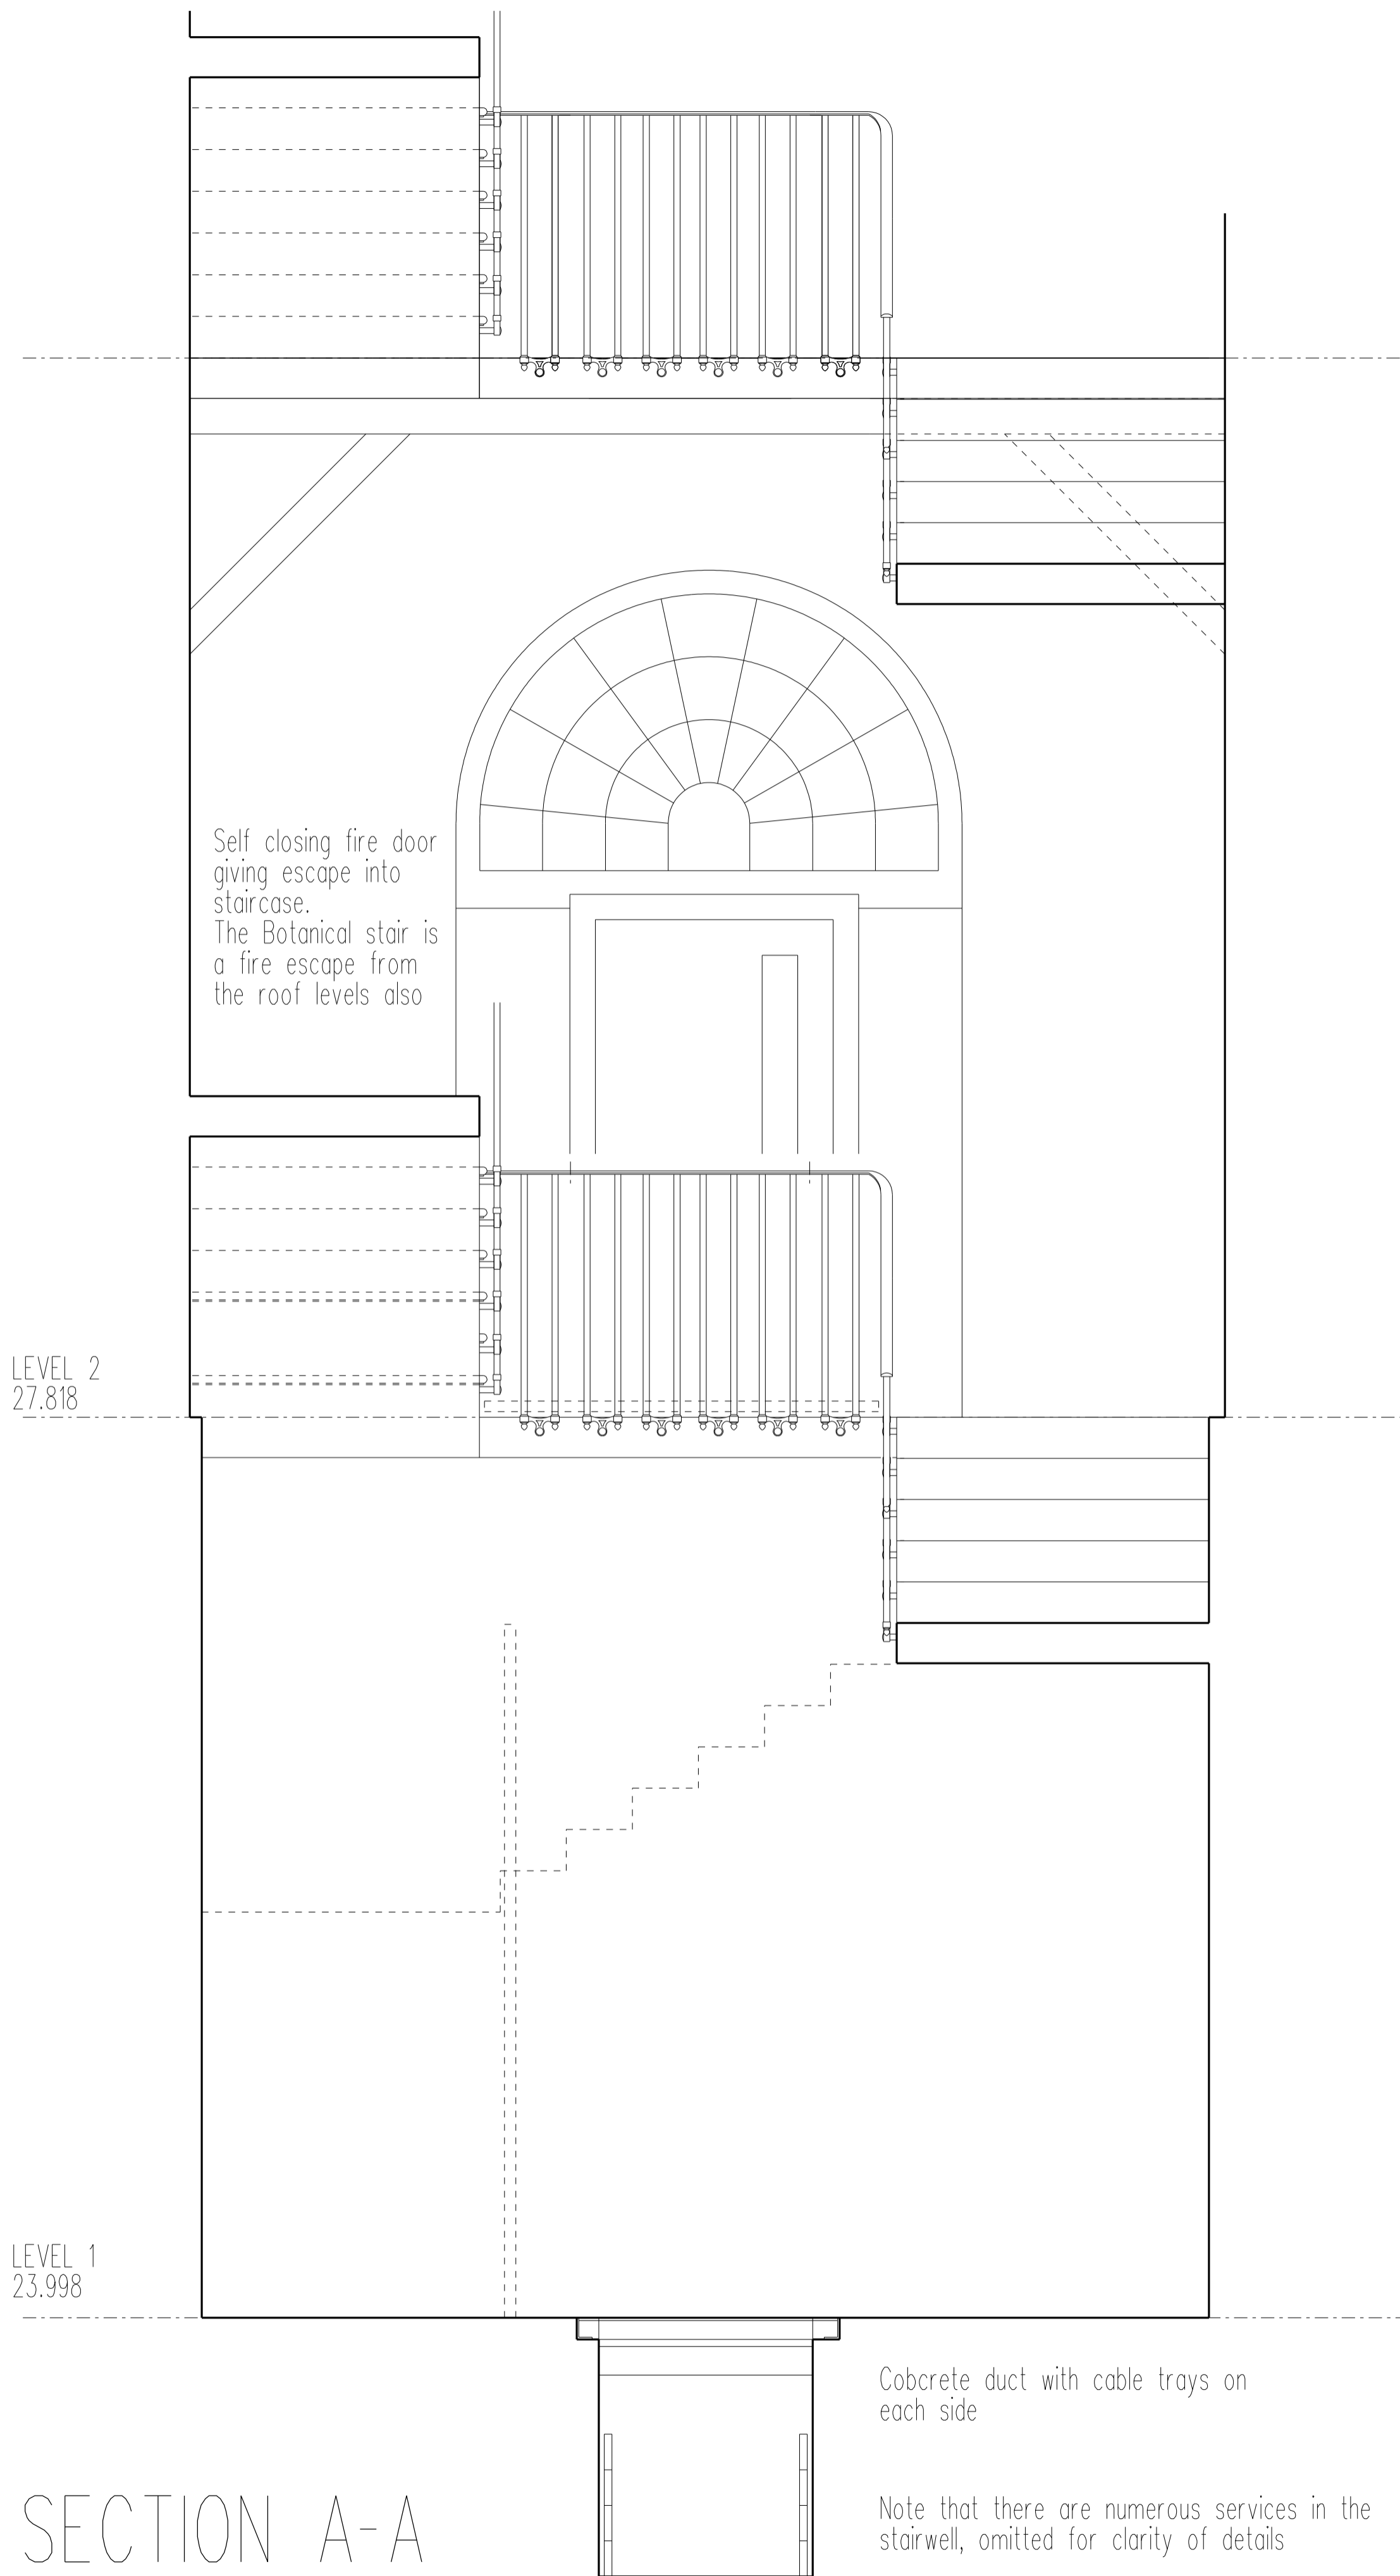 Self closing fire door
giving escape into
staircase.
The Botanical stair is
a fire escape from
the roof levels also
LEVEL 2
27.818
LEVEL 1
23.998
Cobcrete duct with cable trays on
each side
SECTION A-A
Note that there are numerous services in the
stairwell, omitted for clarity of details